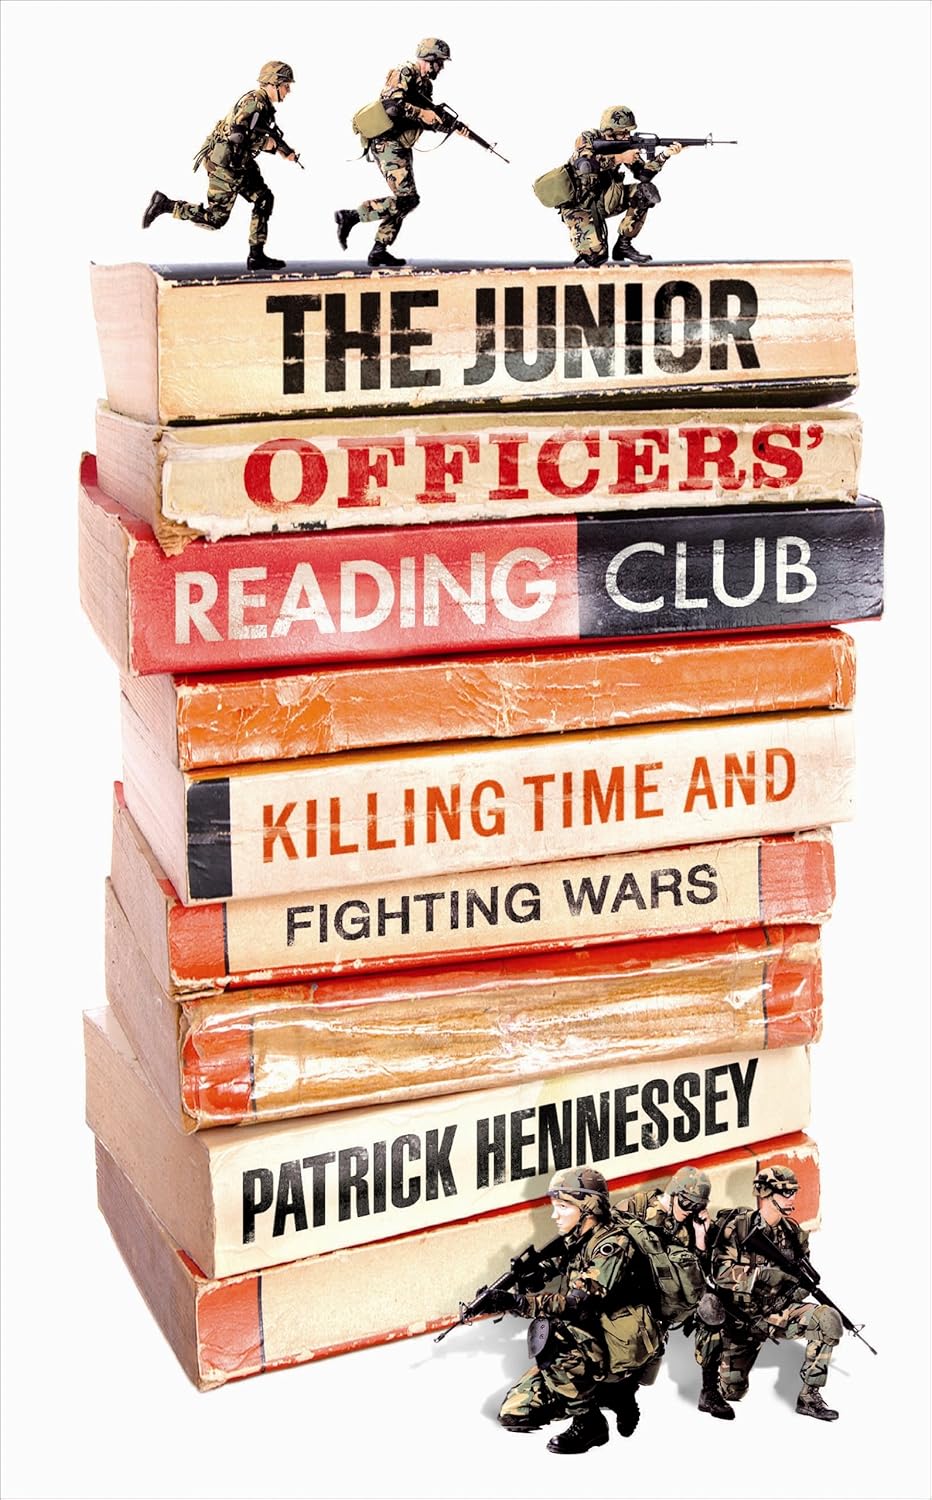 THE JUNIOR
OFFICERS'
READING CLUB
KILLING TIME AND
FIGHTING WARS
PATRICK HENNESSEY